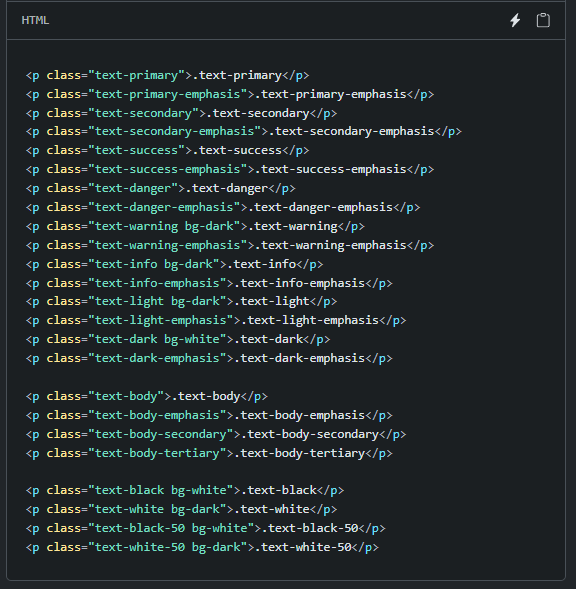 HTML
<p class="text-primary">.text-primary</p>
<p class="text-primary-emphasis">.text-primary-emphasis</p>
<p class="text-secondary">.text-secondary</p>
<p class="text-secondary-emphasis">.text-secondary-emphasis</p>
<p class="text-success">.text-success</p>
<p class="text-success-emphasis">.text-success-emphasis</p>
<p class="text-danger">.text-danger</p>
<p class="text-danger-emphasis">.text-danger-emphasis</p>
<p class="text-warning bg-dark">.text-warning</p>
<p class="text-warning-emphasis">.text-warning-emphasis</p>
<p class="text-info bg-dark">.text-info</p>
<p class="text-info-emphasis">.text-info-emphasis</p>
<p class="text-light bg-dark">.text-light</p>
<p class="text-light-emphasis">.text-light-emphasis</p>
<p class="text-dark bg-white">.text-dark</p>
<p class="text-dark-emphasis">.text-dark-emphasis</p>

<p class="text-body">.text-body</p>
<p class="text-body-emphasis">.text-body-emphasis</p>
<p class="text-body-secondary">.text-body-secondary</p>
<p class="text-body-tertiary">.text-body-tertiary</p>

<p class="text-black bg-white">.text-black</p>
<p class="text-white bg-dark">.text-white</p>
<p class="text-black-50 bg-white">.text-black-50</p>
<p class="text-white-50 bg-dark">.text-white-50</p>